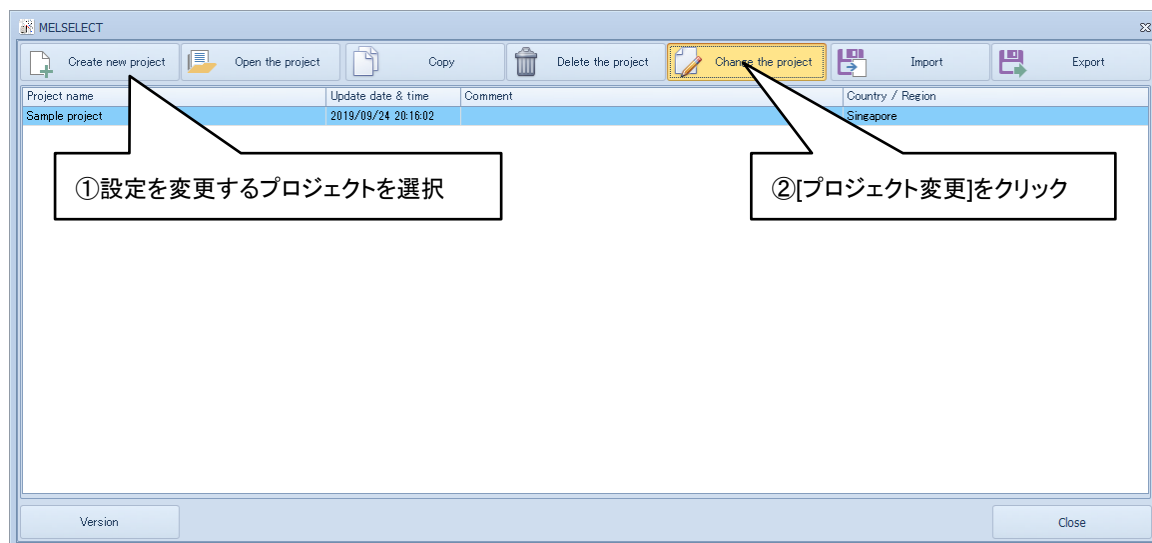 MELSELECT
Create new project
Open the project
Copy
Delete the project
Change the project
Import
Export
Project name
Update date & time
Comment
Country / Region
Sample project
2019/09/24 20:16:02
Singapore
①設定を変更するプロジェクトを選択
②[プロジェクト変更]をクリック
Version
Close